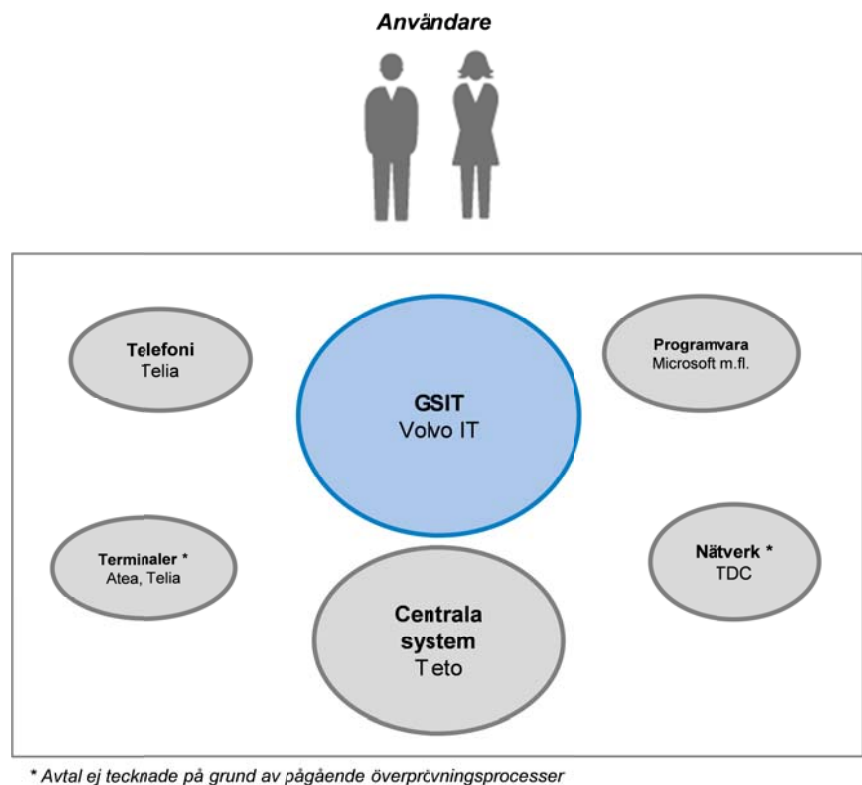 Användare
Telefoni
Telia
Programvara
Microsoft m.fl.
GSIT
Volvo IT
Terminaler *
Atea, Telia
Nätverk *
TDC
Centrala
system
Teto
* Avtal ej tecknade på grund av pågående överprövningsprocesser